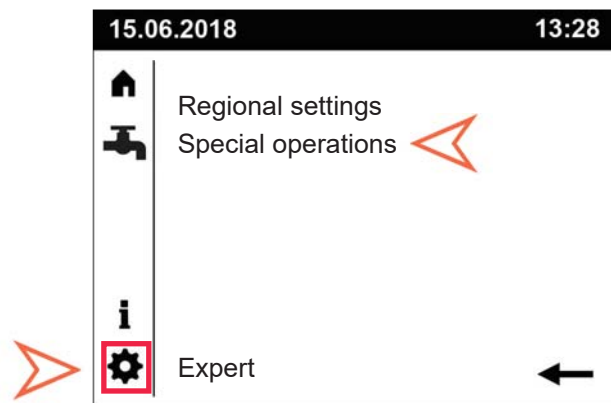 15.06.2018 13:28
Regional settings
Special operations
i
Expert